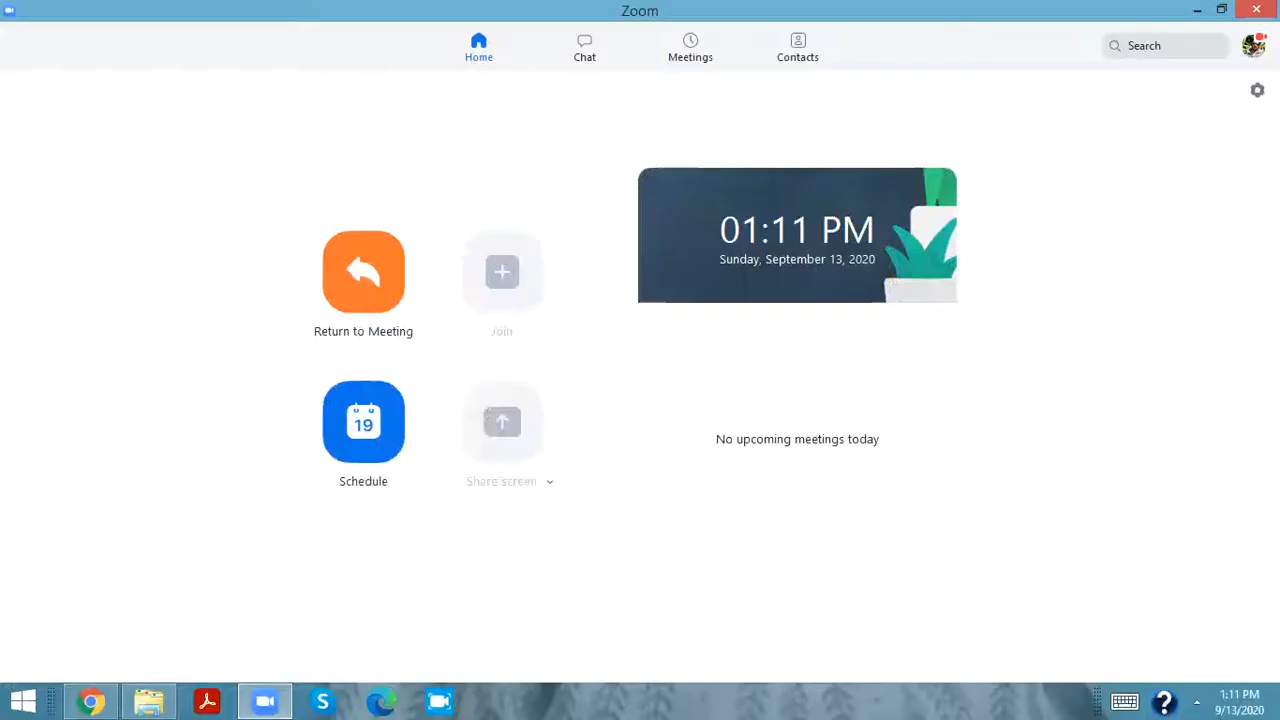 Zoom
Home
Chat
Meetings
Contacts
Search
01:11 PM
Sunday, September 13, 2020
Return to Meeting
Join
19
Schedule
Share screen
No upcoming meetings today
S
?
1:11 PM
9/13/2020